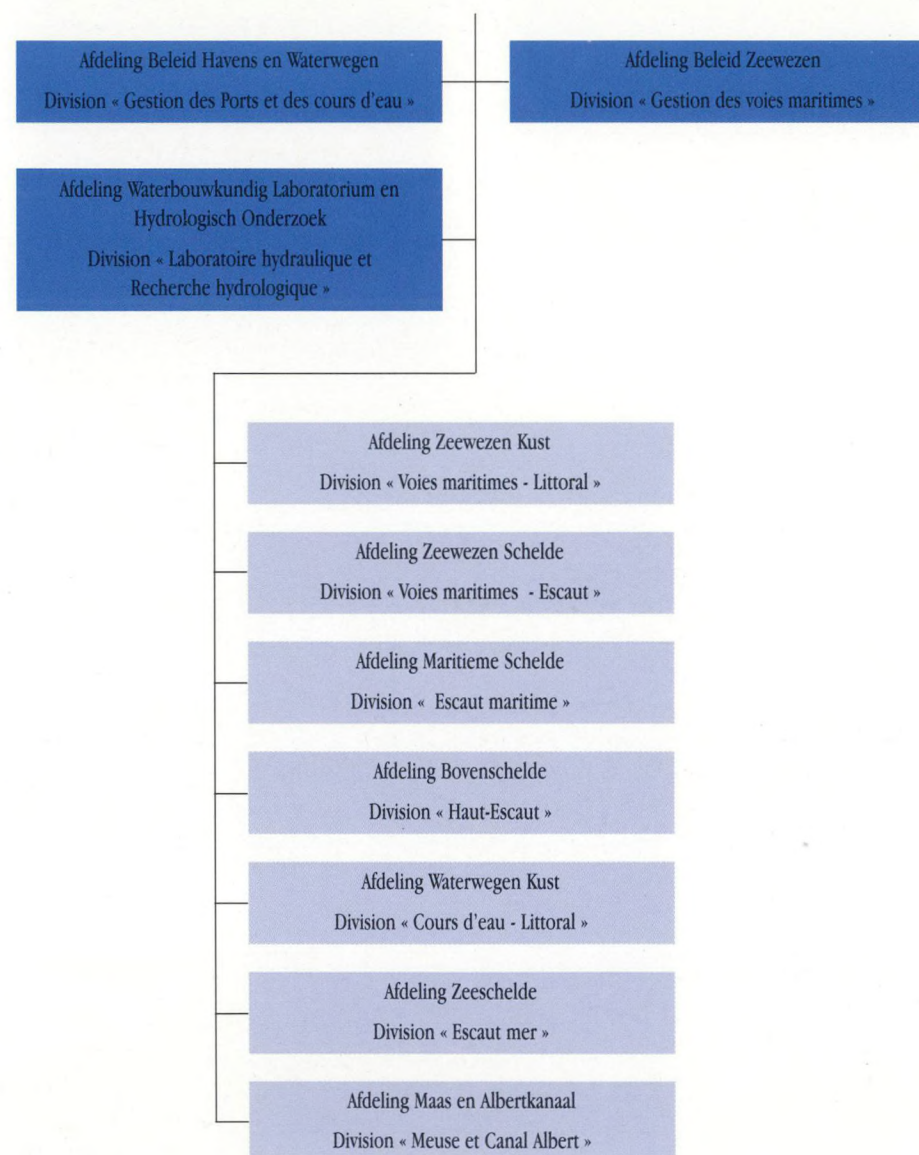 Afdeling Beleid Havens en Waterwegen
Division « Gestion des Ports et des cours d'eau »
Afdeling Beleid Zeewezen
Division « Gestion des voies maritimes »
Afdeling Waterbouwkundig Laboratorium en
Hydrologisch Onderzoek
Division « Laboratoire hydraulique et
Recherche hydrologique »
Afdeling Zeewezen Kust
Division « Voies maritimes - Littoral »
Afdeling Zeewezen Schelde
Division « Voies maritimes - Escaut »
Afdeling Maritieme Schelde
Division « Escaut maritime »
Afdeling Bovenschelde
Division « Haut-Escaut »
Afdeling Waterwegen Kust
Division « Cours d'eau - Littoral »
Afdeling Zeeschelde
Division « Escaut mer »
Afdeling Maas en Albertkanaal
Division « Meuse et Canal Albert »